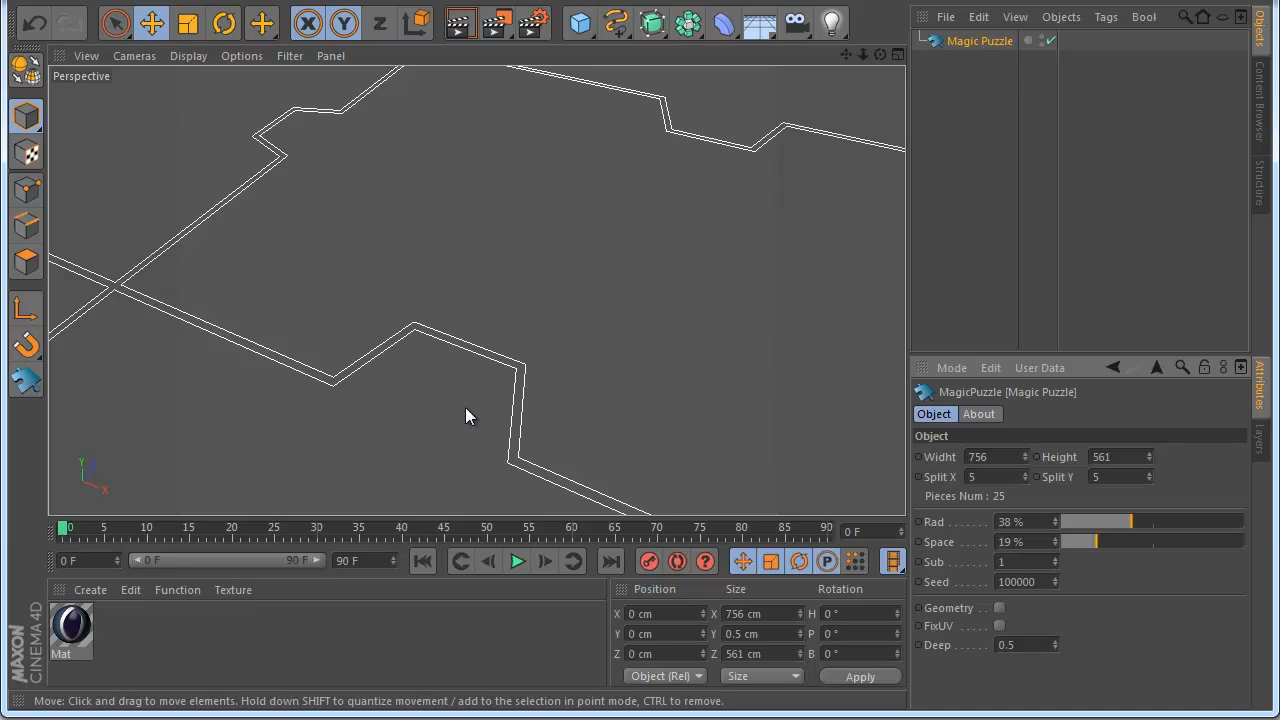 File Edit View Objects Tags Bool
Objects
Content Browser
Structure
Magic Puzzle
View Cameras Display Options Filter Panel
Perspective
X Y Z
Y
Z
X
Mode Edit User Data
Attributes
Layers
MagicPuzzle [Magic Puzzle]
Object About
Object
Widht 756 Height 561
Split X 5 Split Y 5
Pieces Num : 25
Rad 38 %
Space 19 %
Sub 1
Seed 100000
Geometry
FixUV
Deep 0.5
0 5 10 15 20 25 30 35 40 45 50 55 60 65 70 75 80 85 90 0 F
0 F 0 F 90 F 90 F P
Create Edit Function Texture
Mat
Position Size Rotation
X 0 cm X 756 cm H 0 °
Y 0 cm Y 0.5 cm P 0 °
Z 0 cm Z 561 cm B 0 °
Object (Rel) Size Apply
MAXON
CINEMA 4D
Move: Click and drag to move elements. Hold down SHIFT to quantize movement / add to the selection in point mode, CTRL to remove.